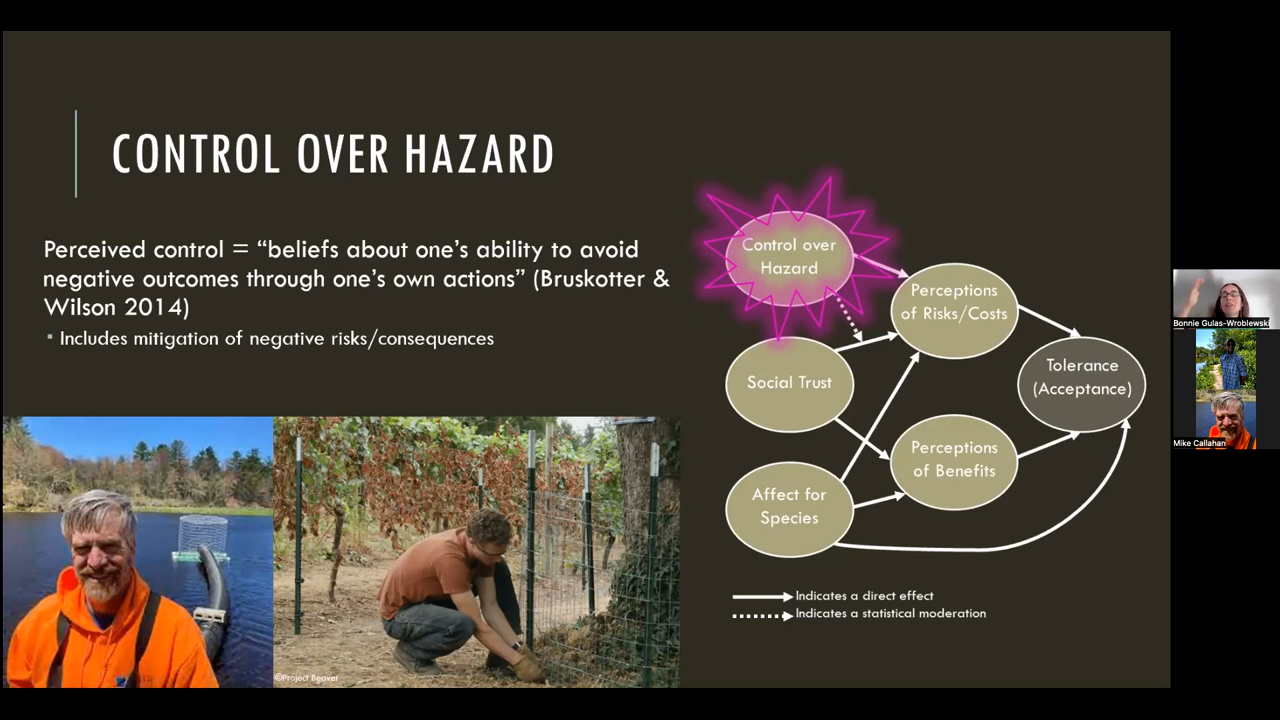 CONTROL OVER HAZARD
Perceived control = “beliefs about one’s ability to avoid
negative outcomes through one’s own actions” (Bruskotter &
Wilson 2014)
Includes mitigation of negative risks/consequences
Control over
Hazard
Perceptions
of Risks/Costs
Social Trust
Tolerance
(Acceptance)
Perceptions
of Benefits
Affect for
Species
Indicates a direct effect
Indicates a statistical moderation
©Project Beaver
Bonnie Gulas-Wroblewski
Mike Callahan